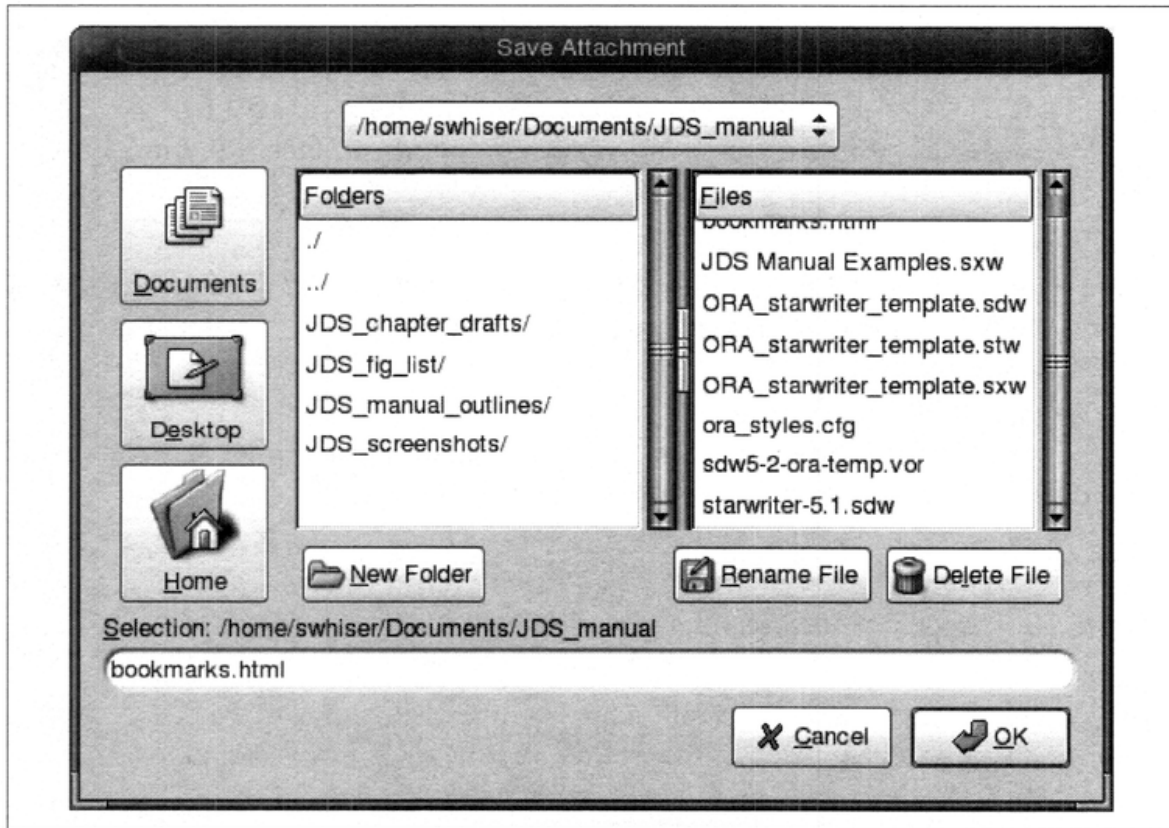 Save Attachment
/home/swhiser/Documents/JDS_manual
Documents
Desktop
Home
Folders
./
../
JDS_chapter_drafts/
JDS_fig_list/
JDS_manual_outlines/
JDS_screenshots/
Files
bookmarks.html
JDS Manual Examples.sxw
ORA_starwriter_template.sdw
ORA_starwriter_template.stw
ORA_starwriter_template.sxw
ora_styles.cfg
sdw5-2-ora-temp.vor
starwriter-5.1.sdw
New Folder
Rename File
Delete File
Selection: /home/swhiser/Documents/JDS_manual
bookmarks.html
Cancel
OK